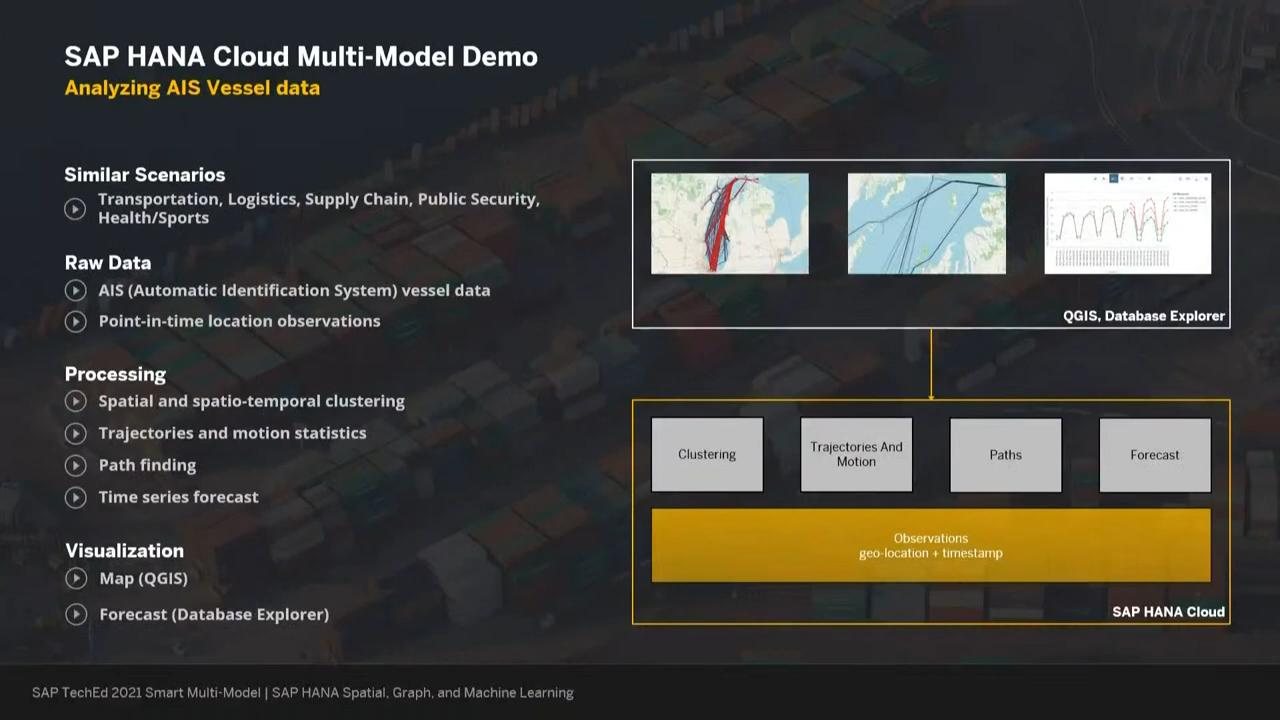 SAP HANA Cloud Multi-Model Demo
Analyzing AIS Vessel data
Similar Scenarios
Transportation, Logistics, Supply Chain, Public Security,
Health/Sports
Raw Data
AIS (Automatic Identification System) vessel data
Point-in-time location observations
Processing
Spatial and spatio-temporal clustering
Trajectories and motion statistics
Path finding
Time series forecast
Visualization
Map (QGIS)
Forecast (Database Explorer)
QGIS, Database Explorer
Clustering
Trajectories And
Motion
Paths
Forecast
Observations
geo-location + timestamp
SAP HANA Cloud
SAP TechEd 2021 Smart Multi-Model | SAP HANA Spatial, Graph, and Machine Learning